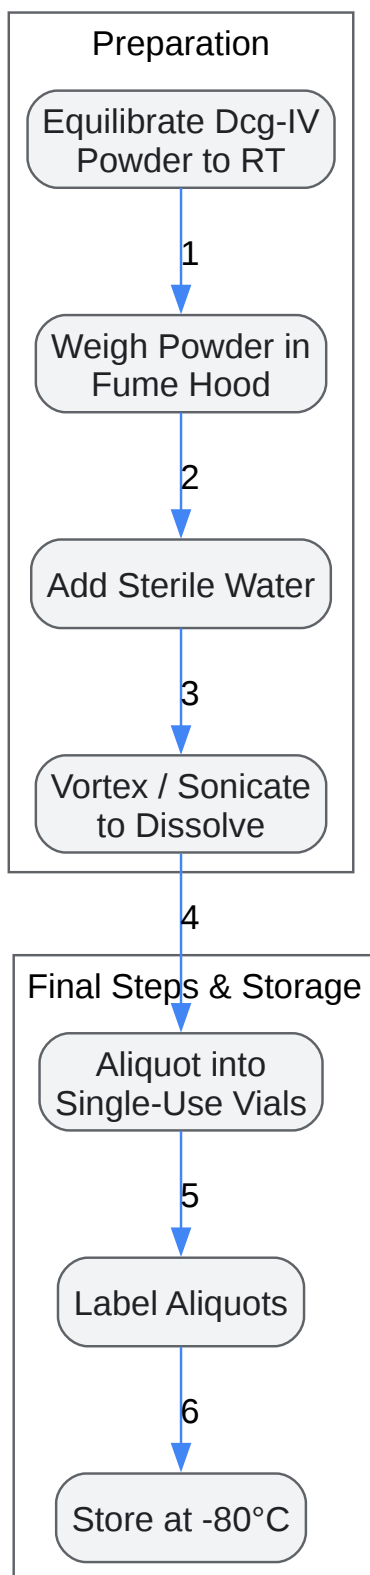 Preparation
Equilibrate Dcg-IV
Powder to RT
1
Weigh Powder in
Fume Hood
2
Add Sterile Water
3
Vortex / Sonicate
to Dissolve
4
Final Steps & Storage
Aliquot into
Single-Use Vials
5
Label Aliquots
6
Store at -80°C